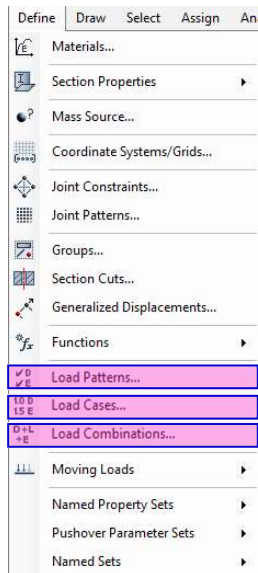 Define Draw Select Assign An
Materials...
Section Properties
Mass Source...
Coordinate Systems/Grids...
Joint Constraints...
Joint Patterns...
Groups...
Section Cuts...
Generalized Displacements...
Functions
Load Patterns...
Load Cases...
Load Combinations...
Moving Loads
Named Property Sets
Pushover Parameter Sets
Named Sets